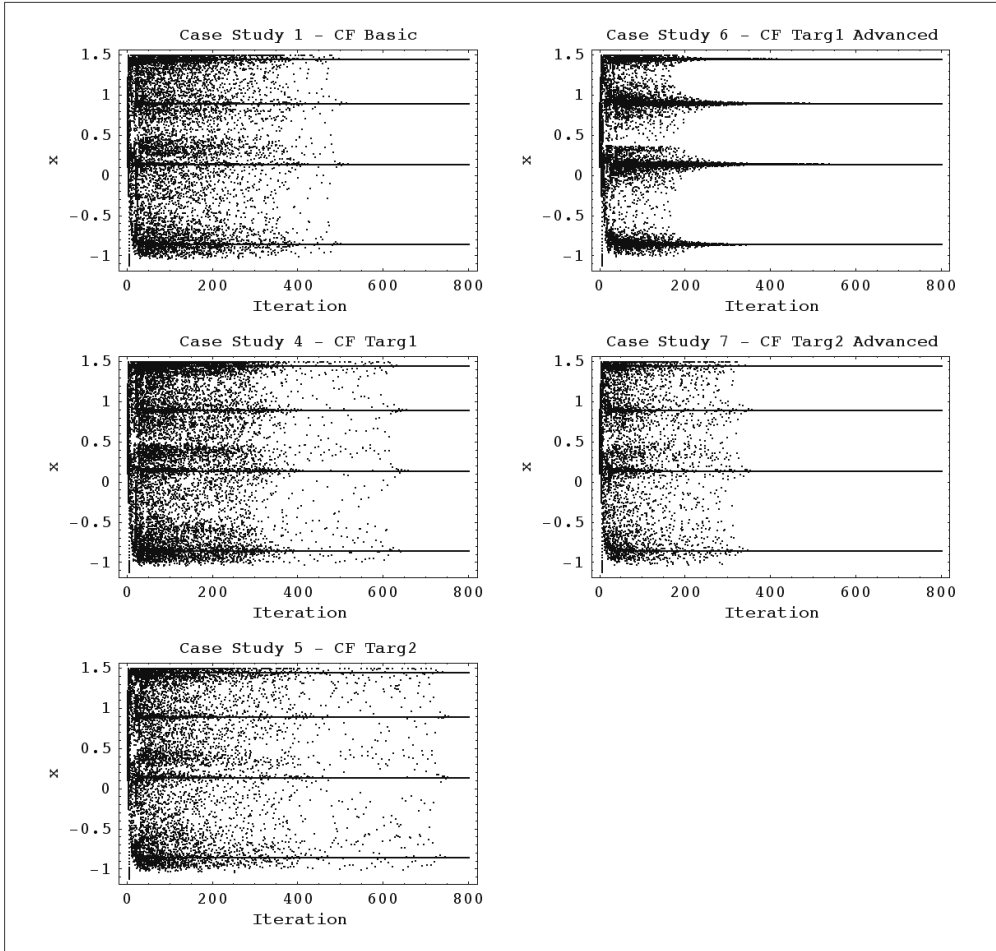 Case Study 1 - CF Basic
1.5
1
0.5
0
-0.5
-1
x
0 200 400 600 800
Iteration
Case Study 6 - CF Targ1 Advanced
1.5
1
0.5
0
-0.5
-1
x
0 200 400 600 800
Iteration
Case Study 4 - CF Targ1
1.5
1
0.5
0
-0.5
-1
x
0 200 400 600 800
Iteration
Case Study 7 - CF Targ2 Advanced
1.5
1
0.5
0
-0.5
-1
x
0 200 400 600 800
Iteration
Case Study 5 - CF Targ2
1.5
1
0.5
0
-0.5
-1
x
0 200 400 600 800
Iteration